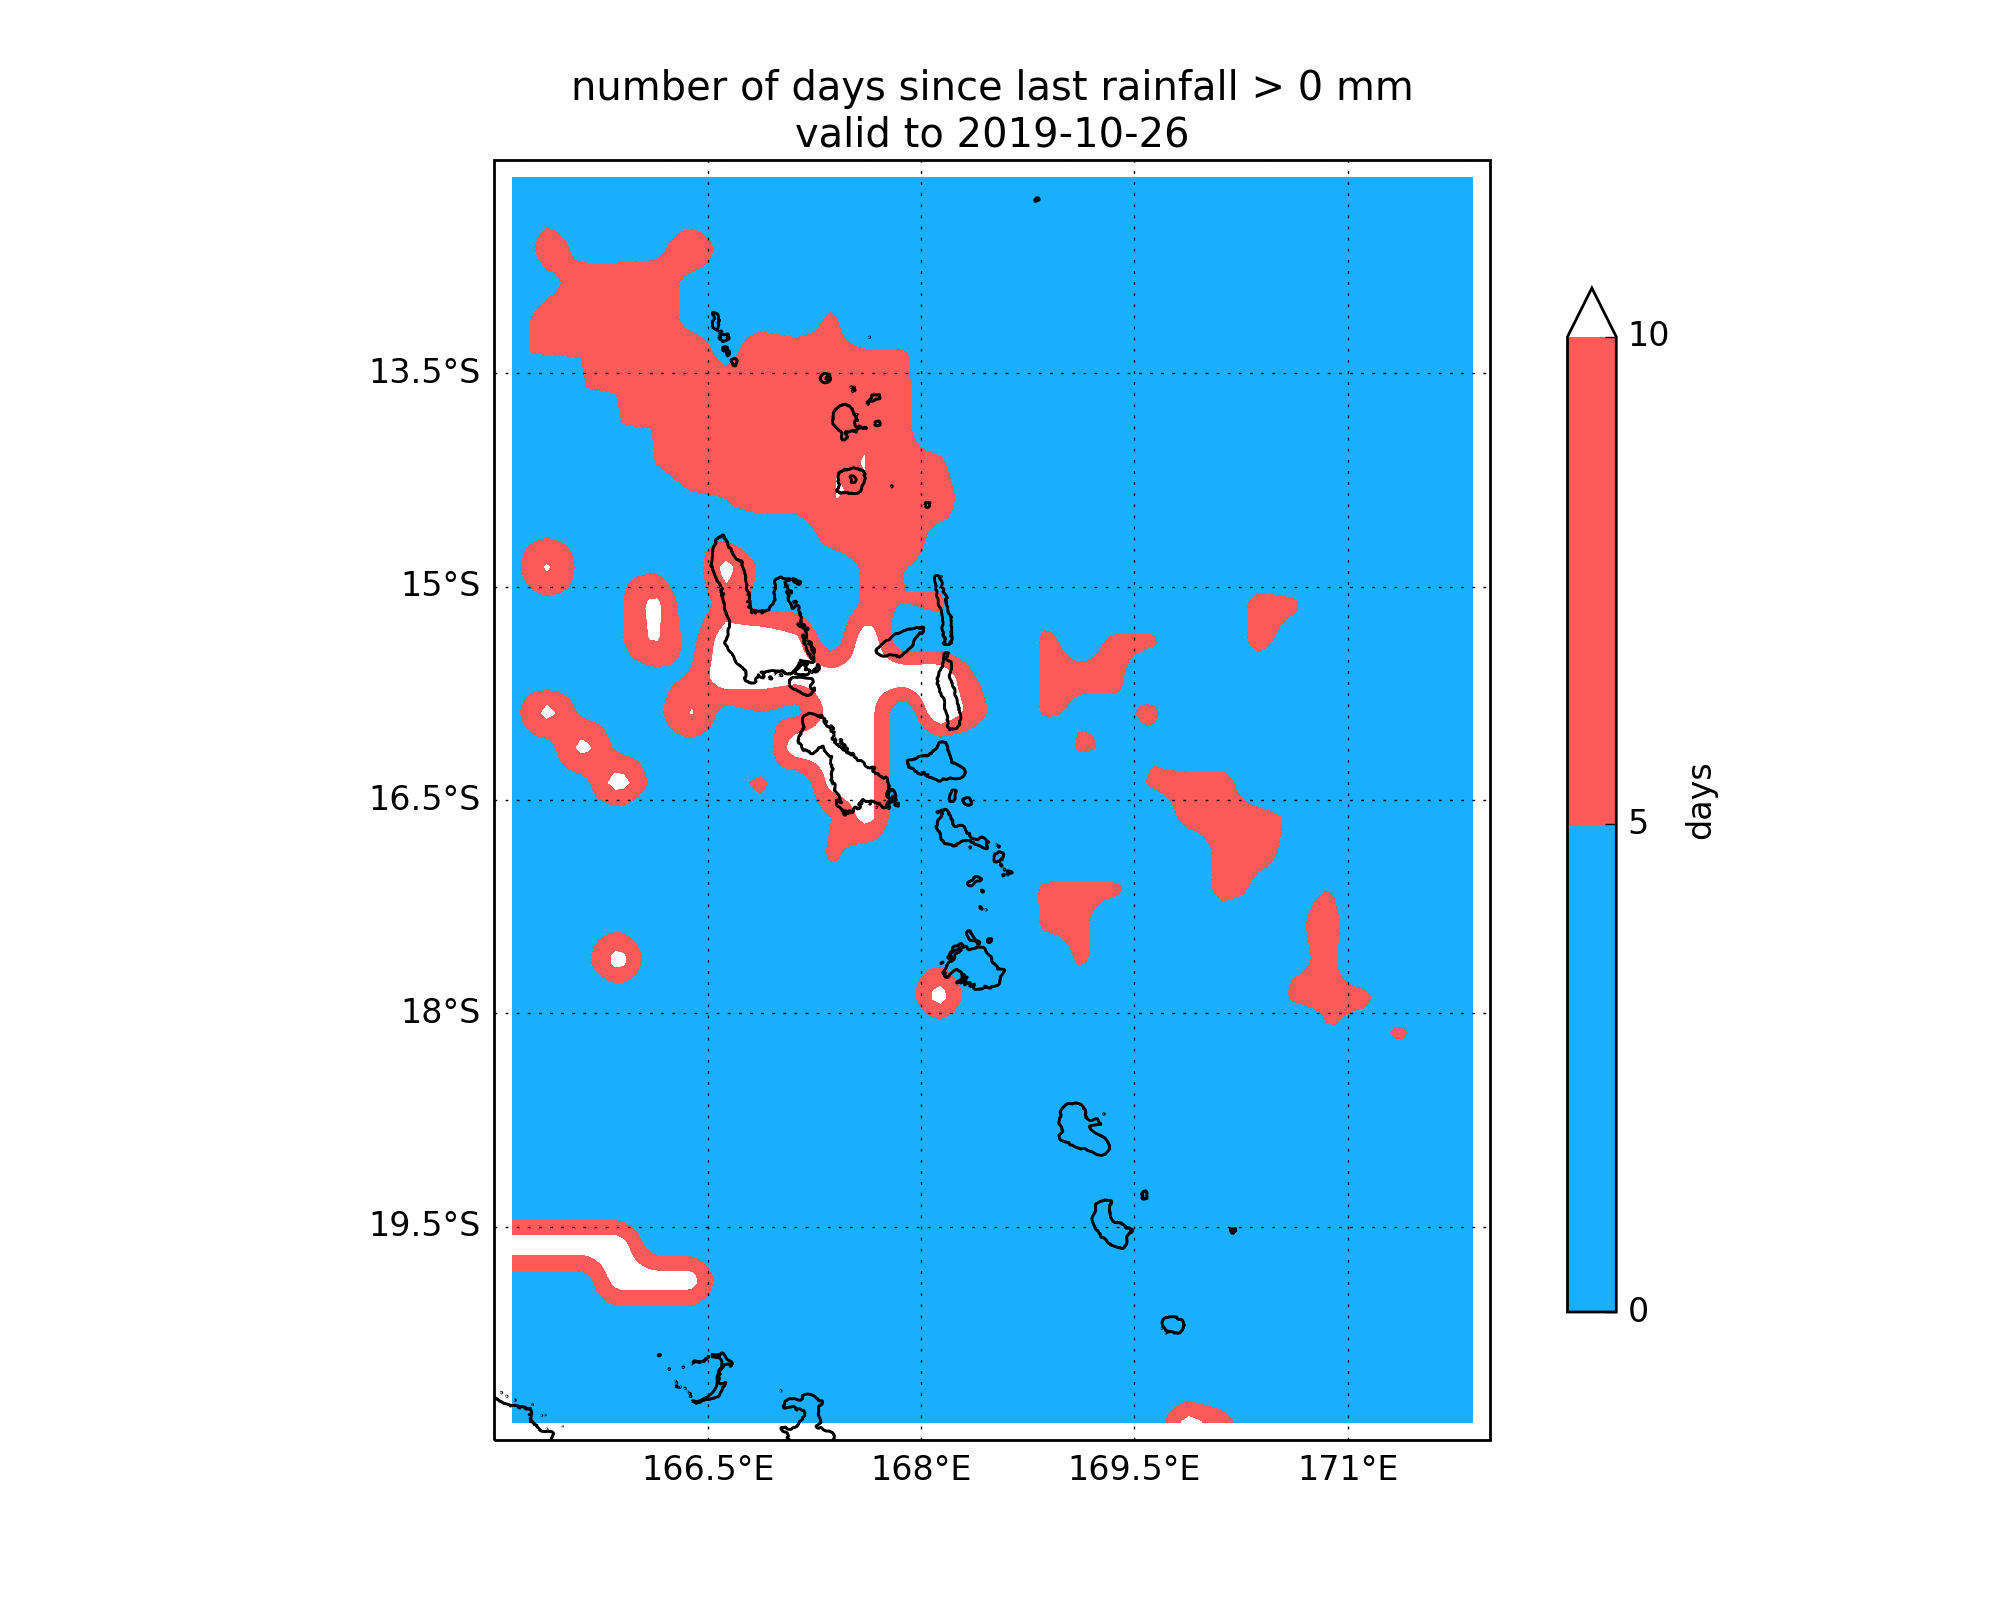 number of days since last rainfall > 0 mm
valid to 2019-10-26
13.5°S
15°S
16.5°S
18°S
19.5°S
166.5°E
168°E
169.5°E
171°E
10
5
0
days